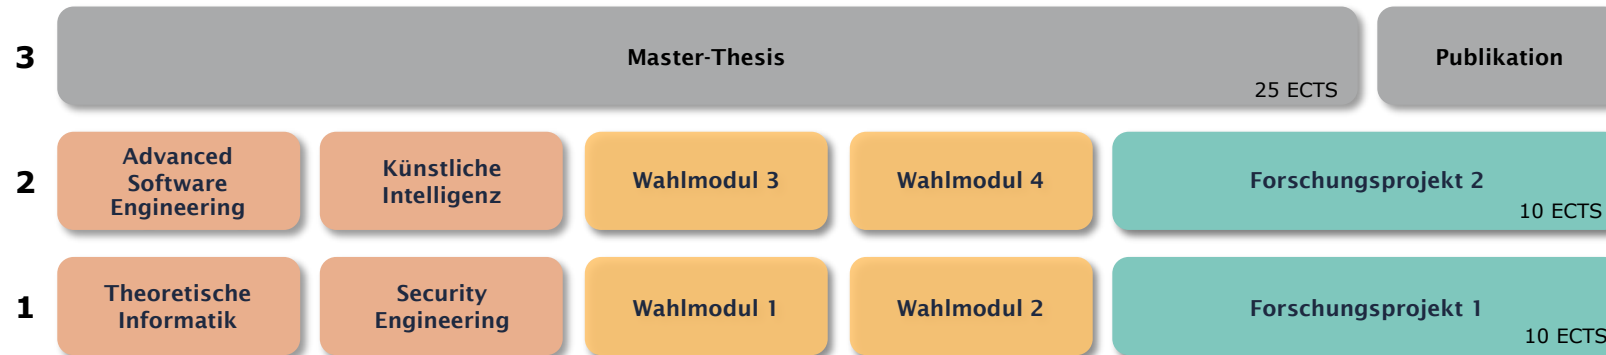 3
Master-Thesis
25 ECTS
Publikation
2
Advanced
Software
Engineering
Künstliche
Intelligenz
Wahlmodul 3
Wahlmodul 4
Forschungsprojekt 2
10 ECTS
1
Theoretische
Informatik
Security
Engineering
Wahlmodul 1
Wahlmodul 2
Forschungsprojekt 1
10 ECTS